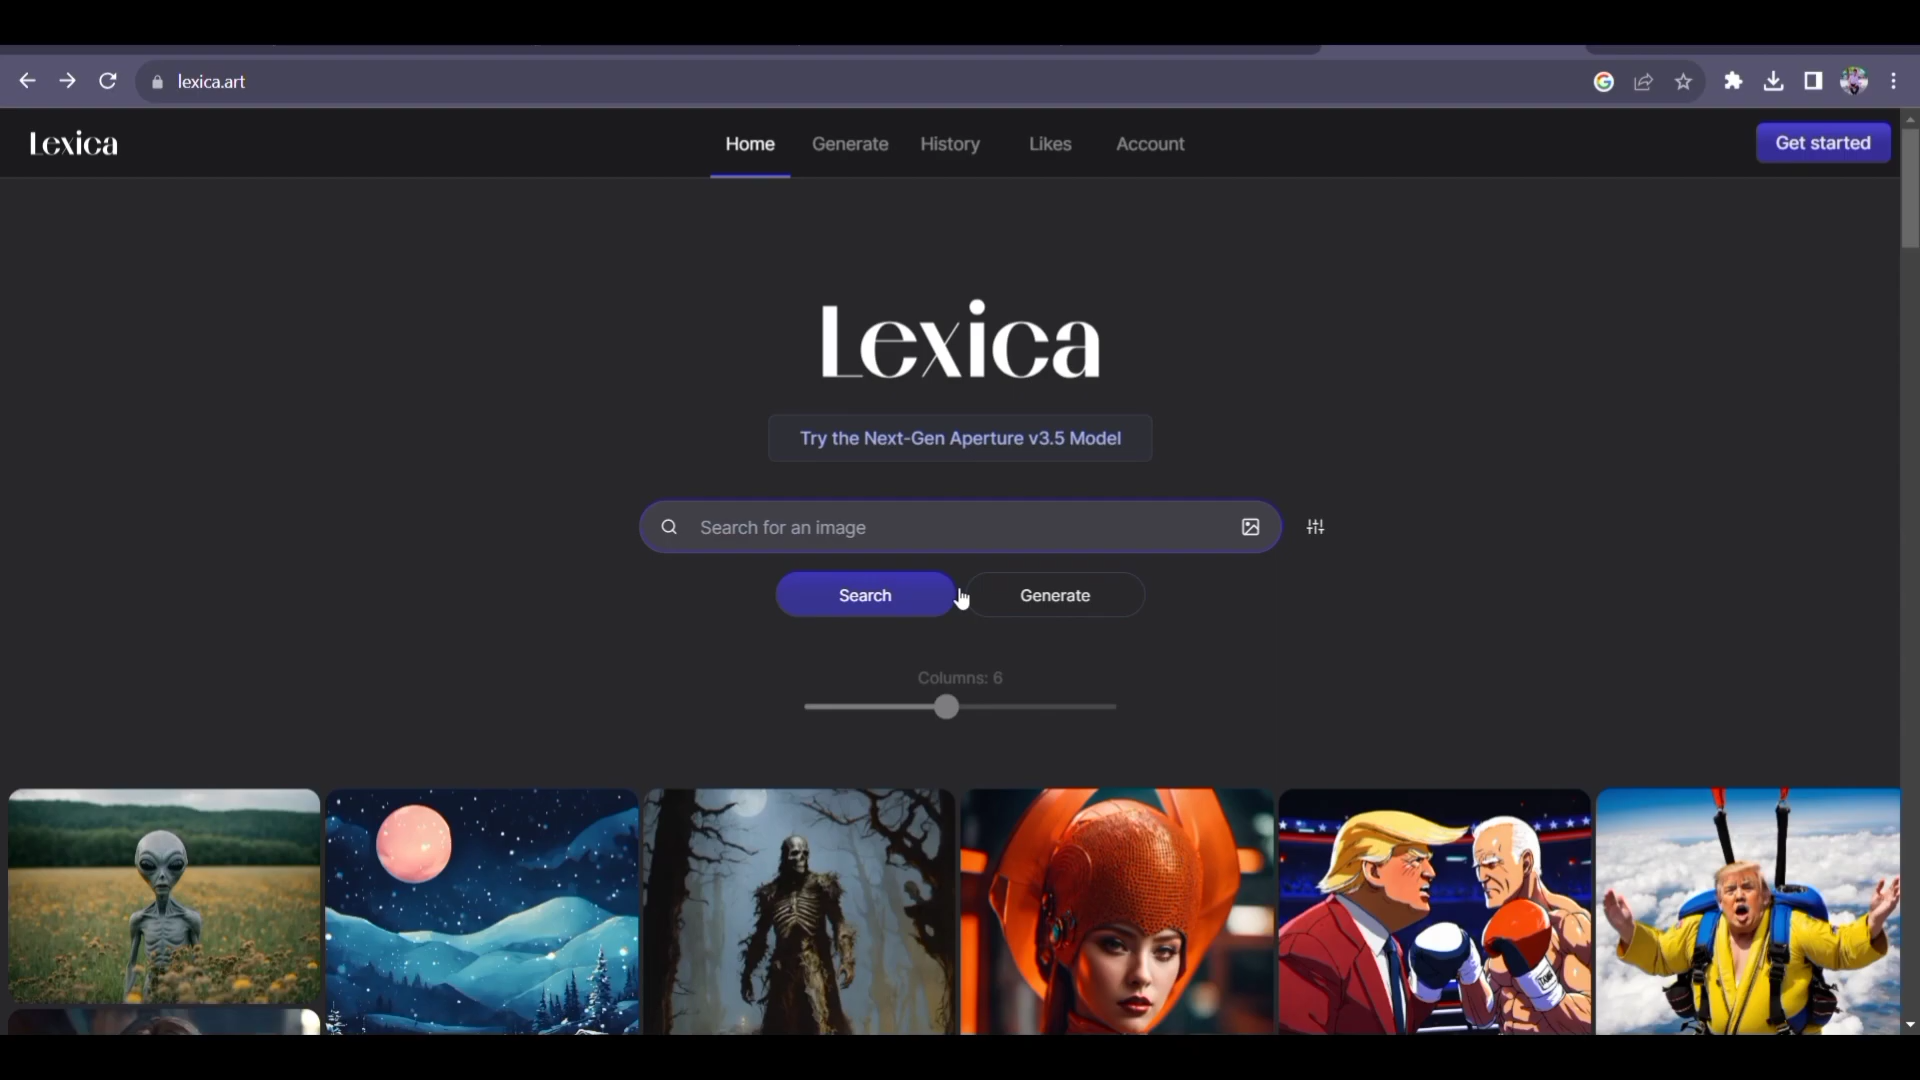 lexica.art
Lexica
Home Generate History Likes Account
Get started
Lexica
Try the Next-Gen Aperture v3.5 Model
Search for an image
Search Generate
Columns: 6